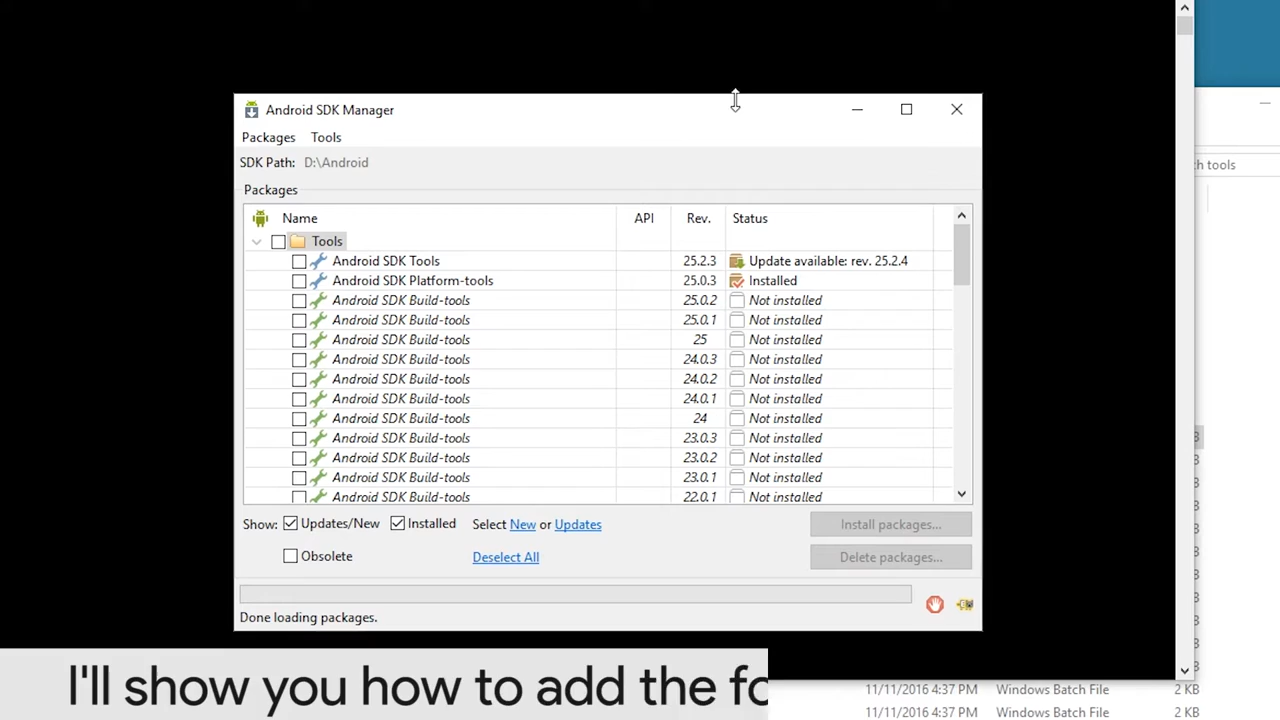 Android SDK Manager
Packages Tools
SDK Path: D:\Android
h tools
Packages
Name API Rev. Status
Tools
Android SDK Tools 25.2.3 Update available: rev. 25.2.4
Android SDK Platform-tools 25.0.3 Installed
Android SDK Build-tools 25.0.2 Not installed
Android SDK Build-tools 25.0.1 Not installed
Android SDK Build-tools 25 Not installed
Android SDK Build-tools 24.0.3 Not installed
Android SDK Build-tools 24.0.2 Not installed
Android SDK Build-tools 24.0.1 Not installed
Android SDK Build-tools 24 Not installed
Android SDK Build-tools 23.0.3 Not installed
Android SDK Build-tools 23.0.2 Not installed
Android SDK Build-tools 23.0.1 Not installed
Android SDK Build-tools 22.0.1 Not installed
Show: Updates/New Installed Select New or Updates Install packages...
Obsolete Deselect All Delete packages...
Done loading packages.
I'll show you how to add the fo
11/11/2016 4:37 PM Windows Batch File 2 KB
11/11/2016 4:37 PM Windows Batch File 2 KB